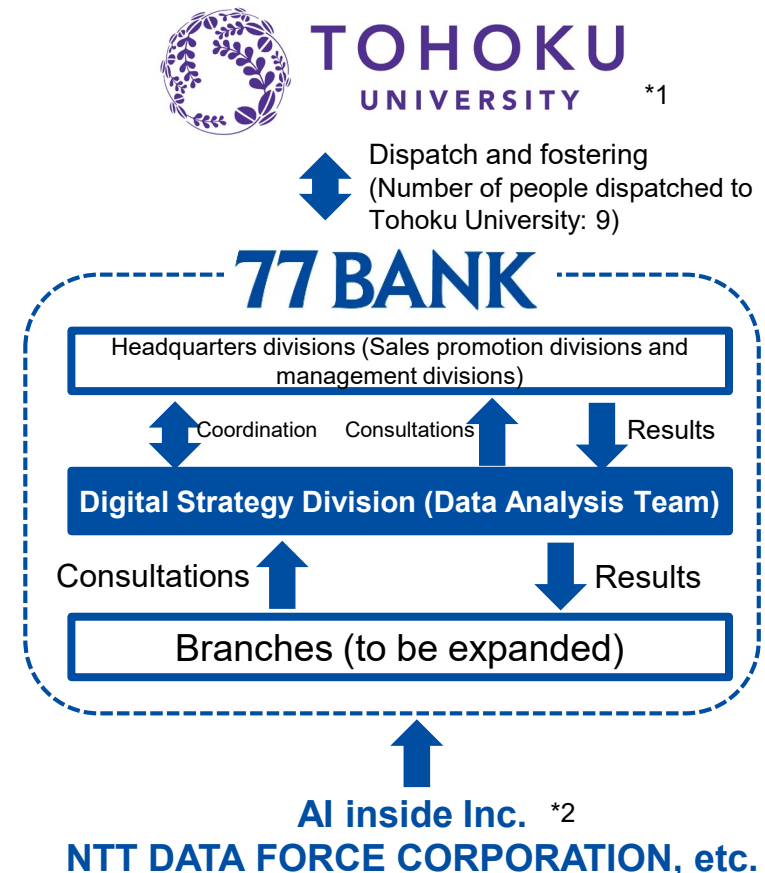 TOHOKU
UNIVERSITY *1
Dispatch and fostering
(Number of people dispatched to
Tohoku University: 9)
77 BANK
Headquarters divisions (Sales promotion divisions and
management divisions)
Coordination Consultations Results
Digital Strategy Division (Data Analysis Team)
Consultations Results
Branches (to be expanded)
AI inside Inc. *2
NTT DATA FORCE CORPORATION, etc.